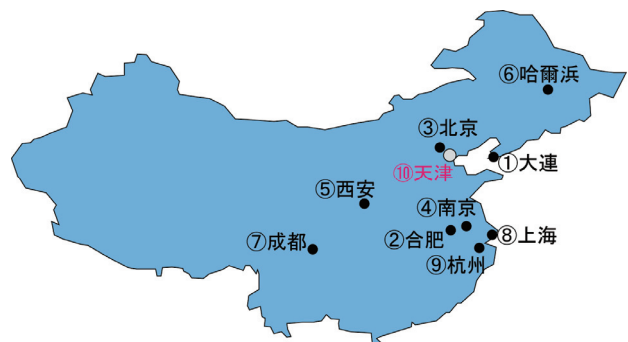 ⑥哈爾浜
③北京
①大連
⑩天津
⑤西安
④南京
②合肥
⑧上海
⑦成都
⑨杭州